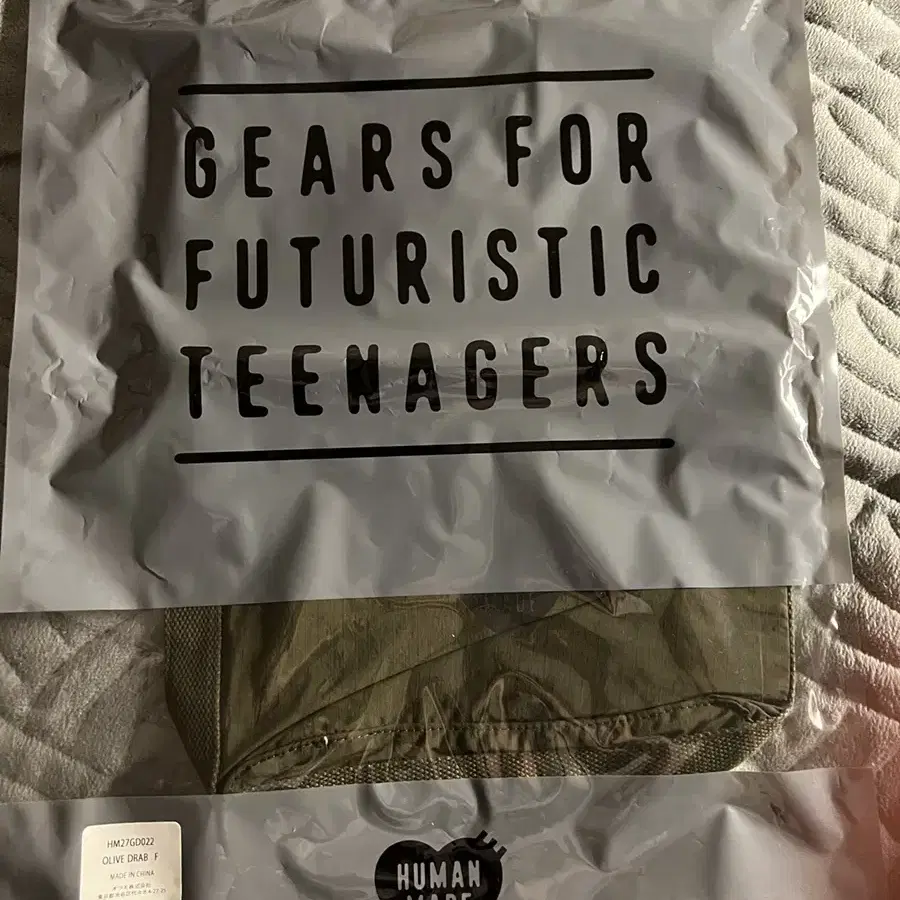 GEARS FOR
FUTURISTIC
TEENAGERS
HM27GD022
OLIVE DRAB F
MADE IN CHINA
HUMAN
MADE